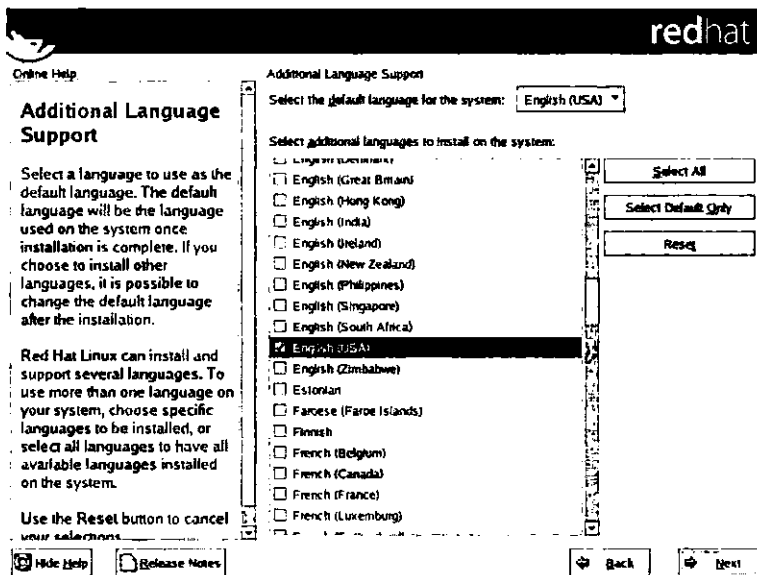 redhat
Online Help
Additional Language
Support
Select a language to use as the
default language. The default
language will be the language
used on the system once
installation is complete. If you
choose to install other
languages, it is possible to
change the default language
after the installation.
Red Hat Linux can install and
support several languages. To
use more than one language on
your system, choose specific
languages to be installed, or
select all languages to have all
available languages installed
on the system.
Use the Reset button to cancel
your selections
Additional Language Support
Select the default language for the system: English (USA)
Select additional languages to install on the system:
English (Denmark)
English (Great Britain)
English (Hong Kong)
English (India)
English (Ireland)
English (New Zealand)
English (Philippines)
English (Singapore)
English (South Africa)
English (USA)
English (Zimbabwe)
Estonian
Faroese (Faroe Islands)
Finnish
French (Belgium)
French (Canada)
French (France)
French (Luxemburg)
Select All
Select Default Only
Reset
Hide Help
Release Notes
Back
Next